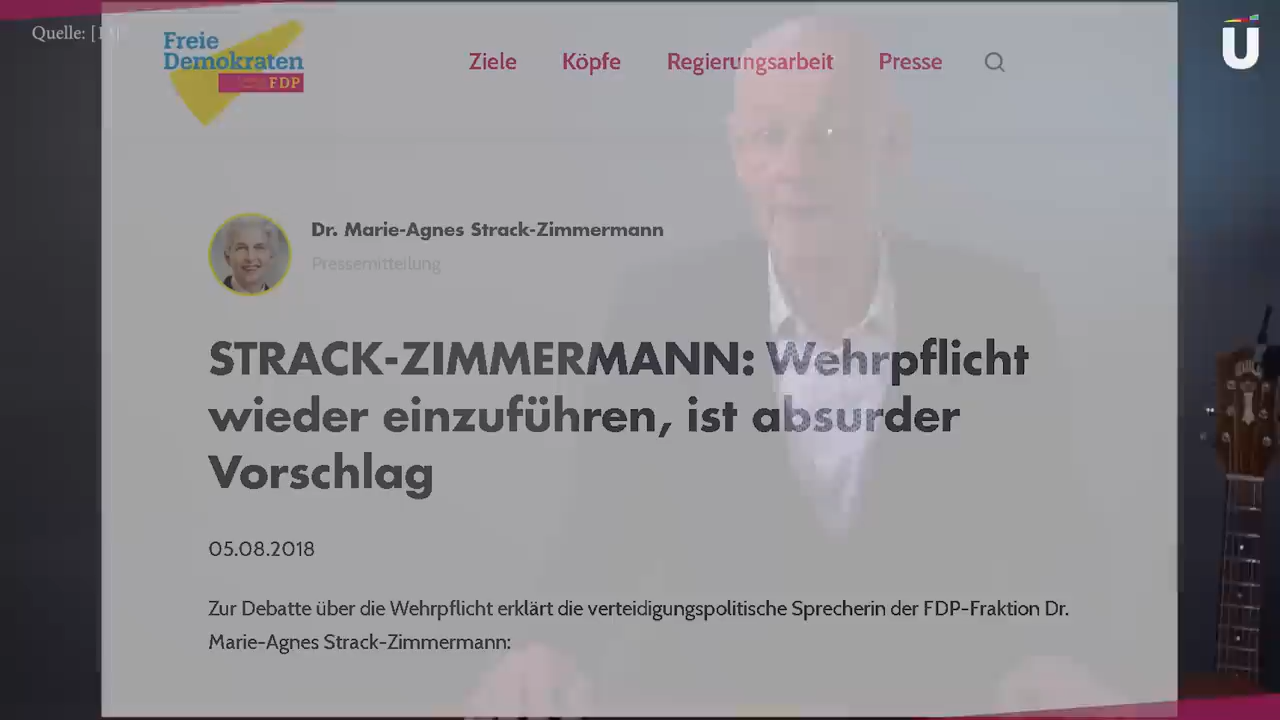 Quelle: [
Freie
Demokraten
FDP
Ziele Köpfe Regierungsarbeit Presse
Dr. Marie-Agnes Strack-Zimmermann
Pressemitteilung
STRACK-ZIMMERMANN: Wehrpflicht
wieder einzuführen, ist absurder
Vorschlag
05.08.2018
Zur Debatte über die Wehrpflicht erklärt die verteidigungspolitische Sprecherin der FDP-Fraktion Dr.
Marie-Agnes Strack-Zimmermann:
Ü